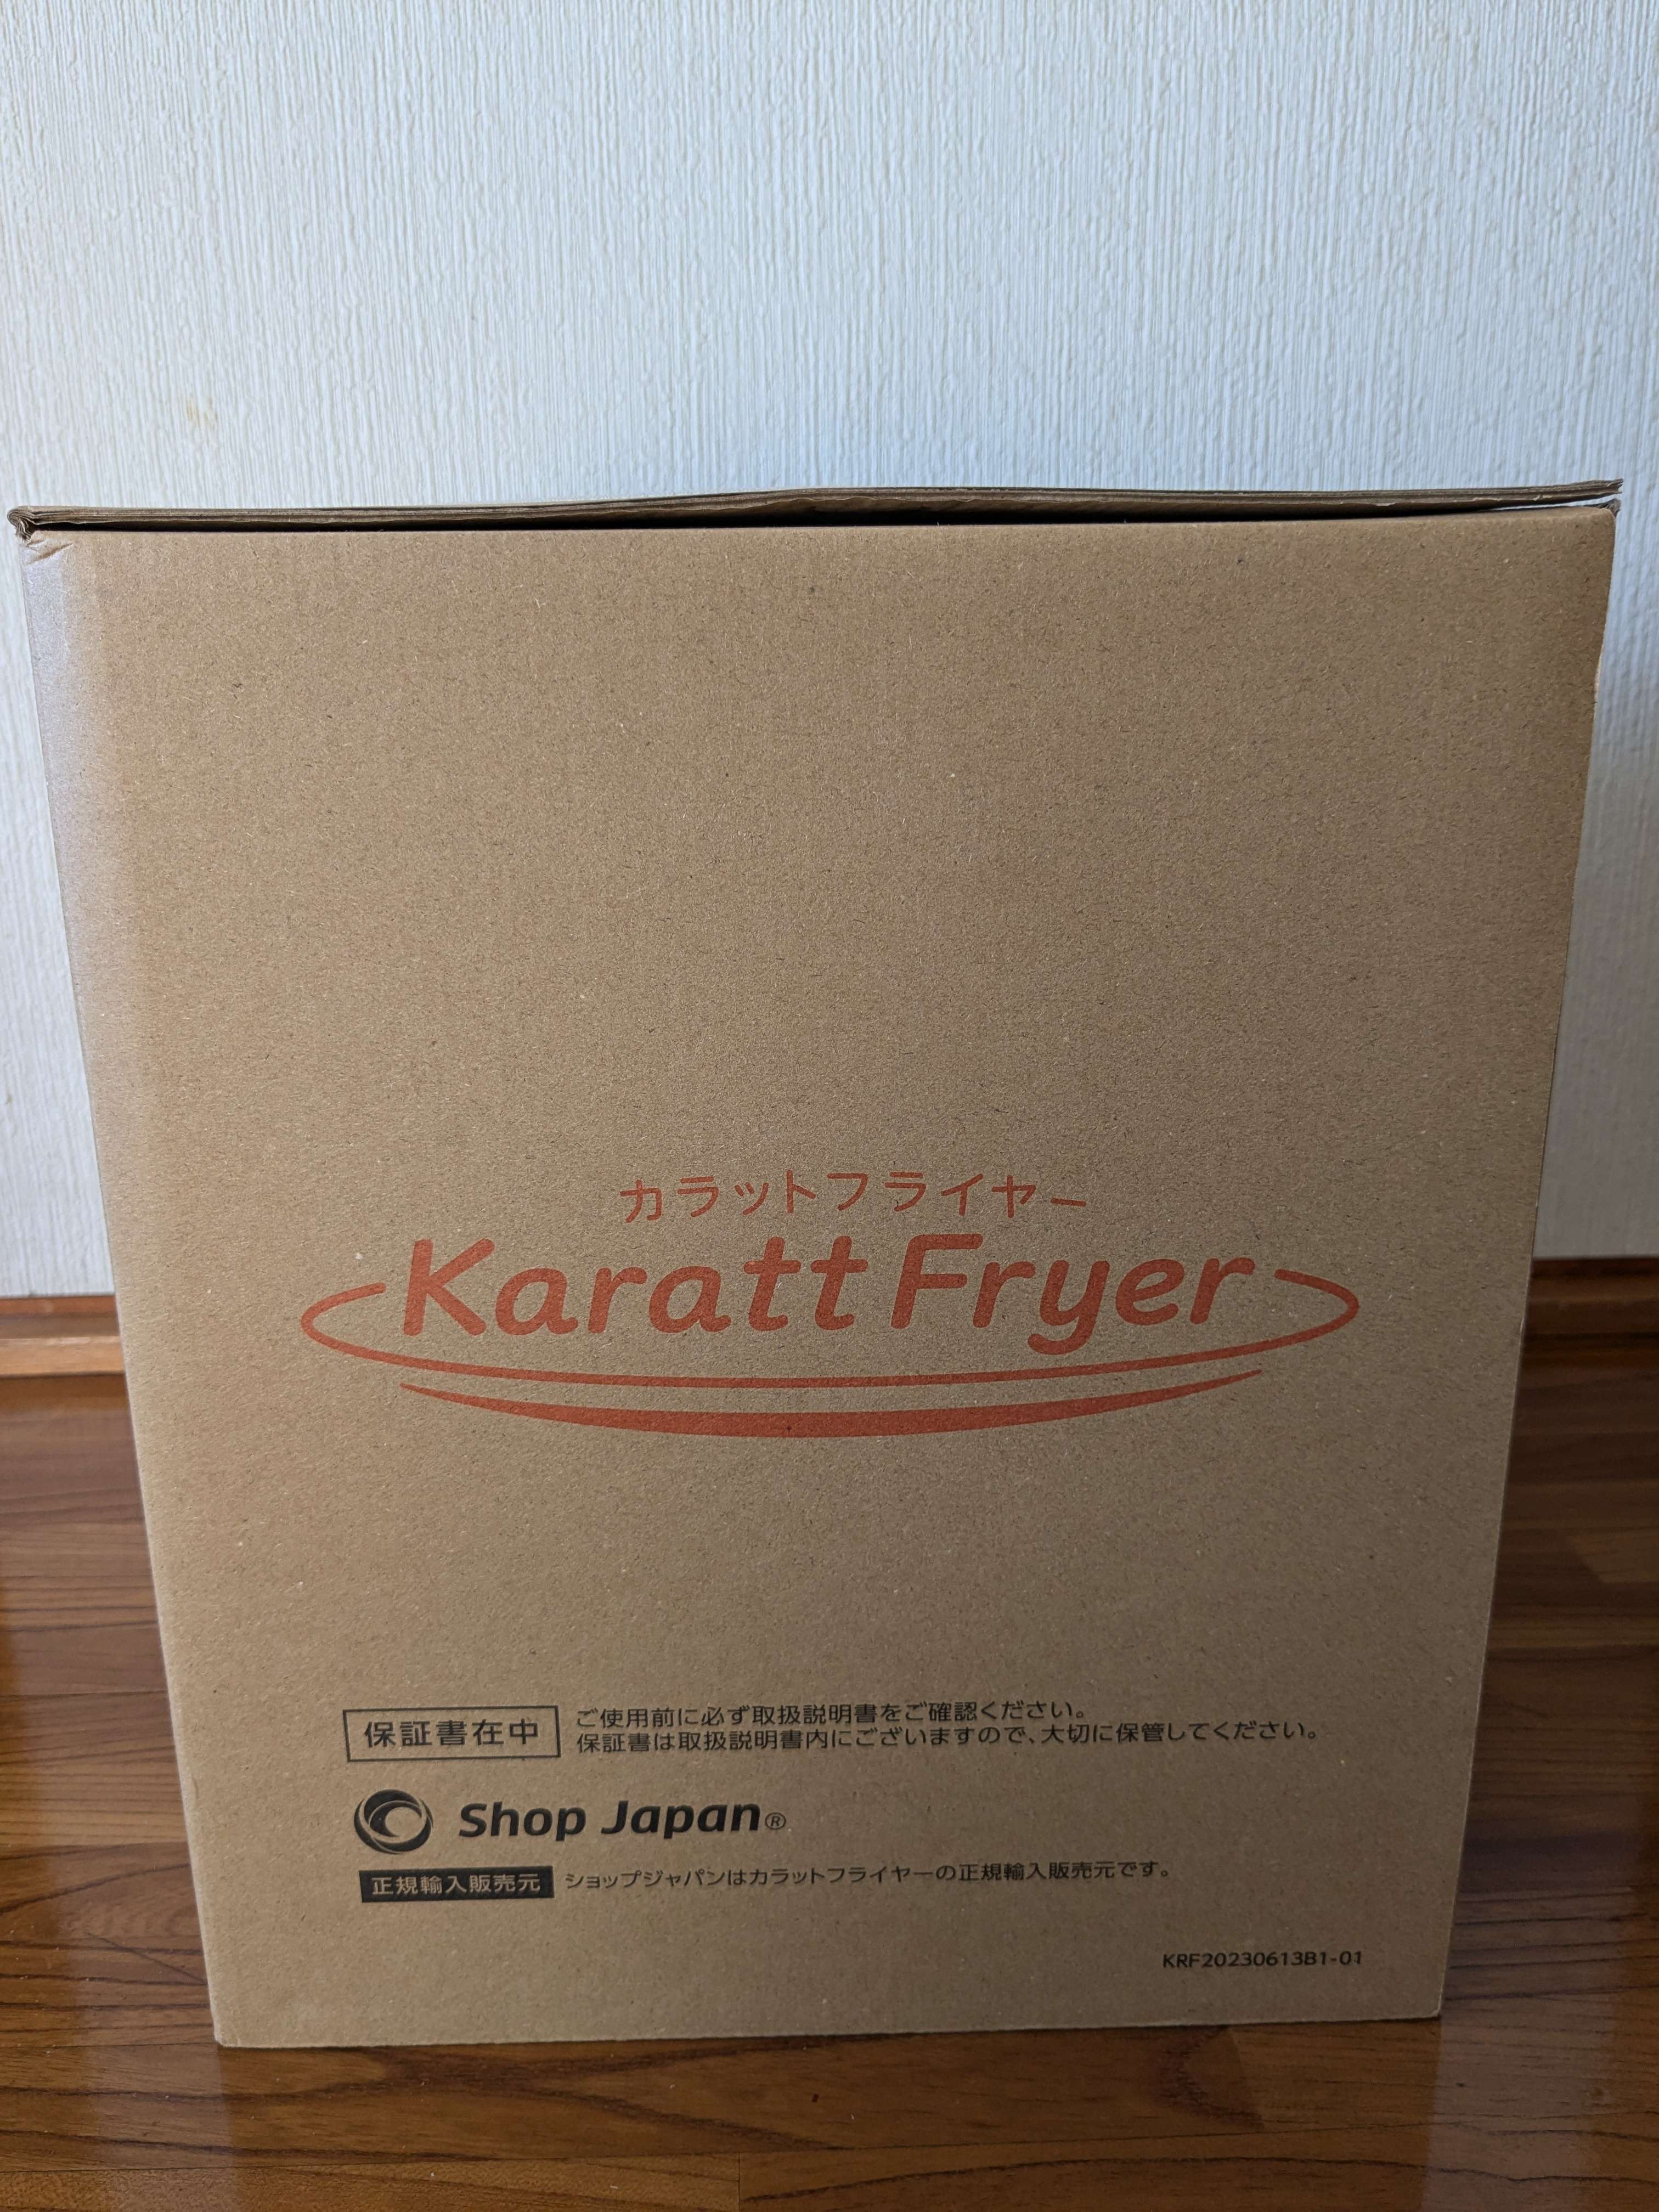 カラットフライヤー
Karatt Fryer
保証書在中
ご使用前に必ず取扱説明書をご確認ください。
保証書は取扱説明書内にございますので、大切に保管してください。
Shop Japan®
正規輸入販売元 ショップジャパンはカラットフライヤーの正規輸入販売元です。
KRF20230613B1-01